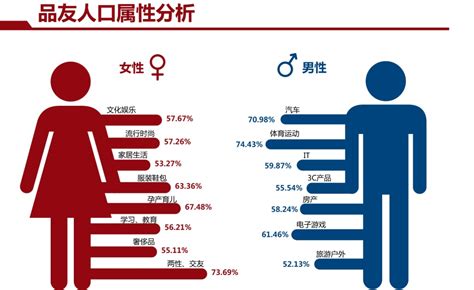 品友人口属性分析
女性
男性
文化娱乐
57.67%
流行时尚
57.26%
家居生活
53.27%
服装鞋包
63.36%
孕产育儿
67.48%
学习、教育
56.21%
奢侈品
55.11%
两性、交友
73.69%
汽车
70.98%
体育运动
74.43%
IT
59.87%
3C产品
55.54%
房产
58.24%
电子游戏
61.46%
旅游户外
52.13%